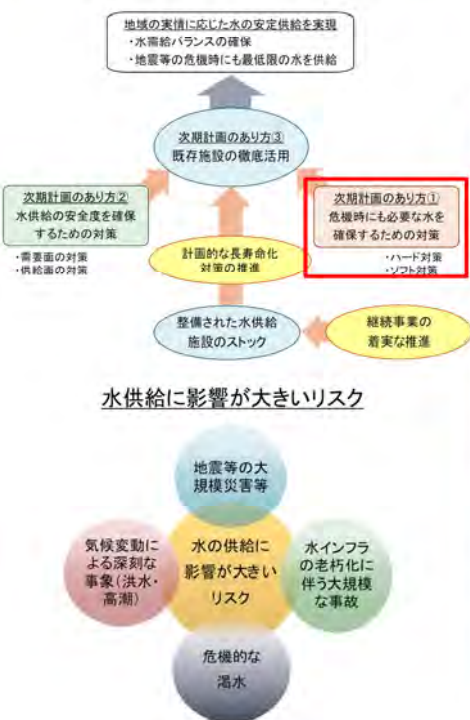 地域の実情に応じた水の安定供給を実現
・水需給バランスの確保
・地震等の危機時にも最低限の水を供給
次期計画のあり方③
既存施設の徹底活用
次期計画のあり方②
水供給の安全度を確保
するための対策
・需要面の対策
・供給面の対策
次期計画のあり方①
危機時にも必要な水を
確保するための対策
・ハード対策
・ソフト対策
計画的な長寿命化
対策の推進
整備された水供給
施設のストック
継続事業の
着実な推進
水供給に影響が大きいリスク
地震等の大
規模災害等
気候変動に
よる深刻な
事象(洪水・
高潮)
水の供給に
影響が大きい
リスク
水インフラ
の老朽化に
伴う大規模
な事故
危機的な
渇水